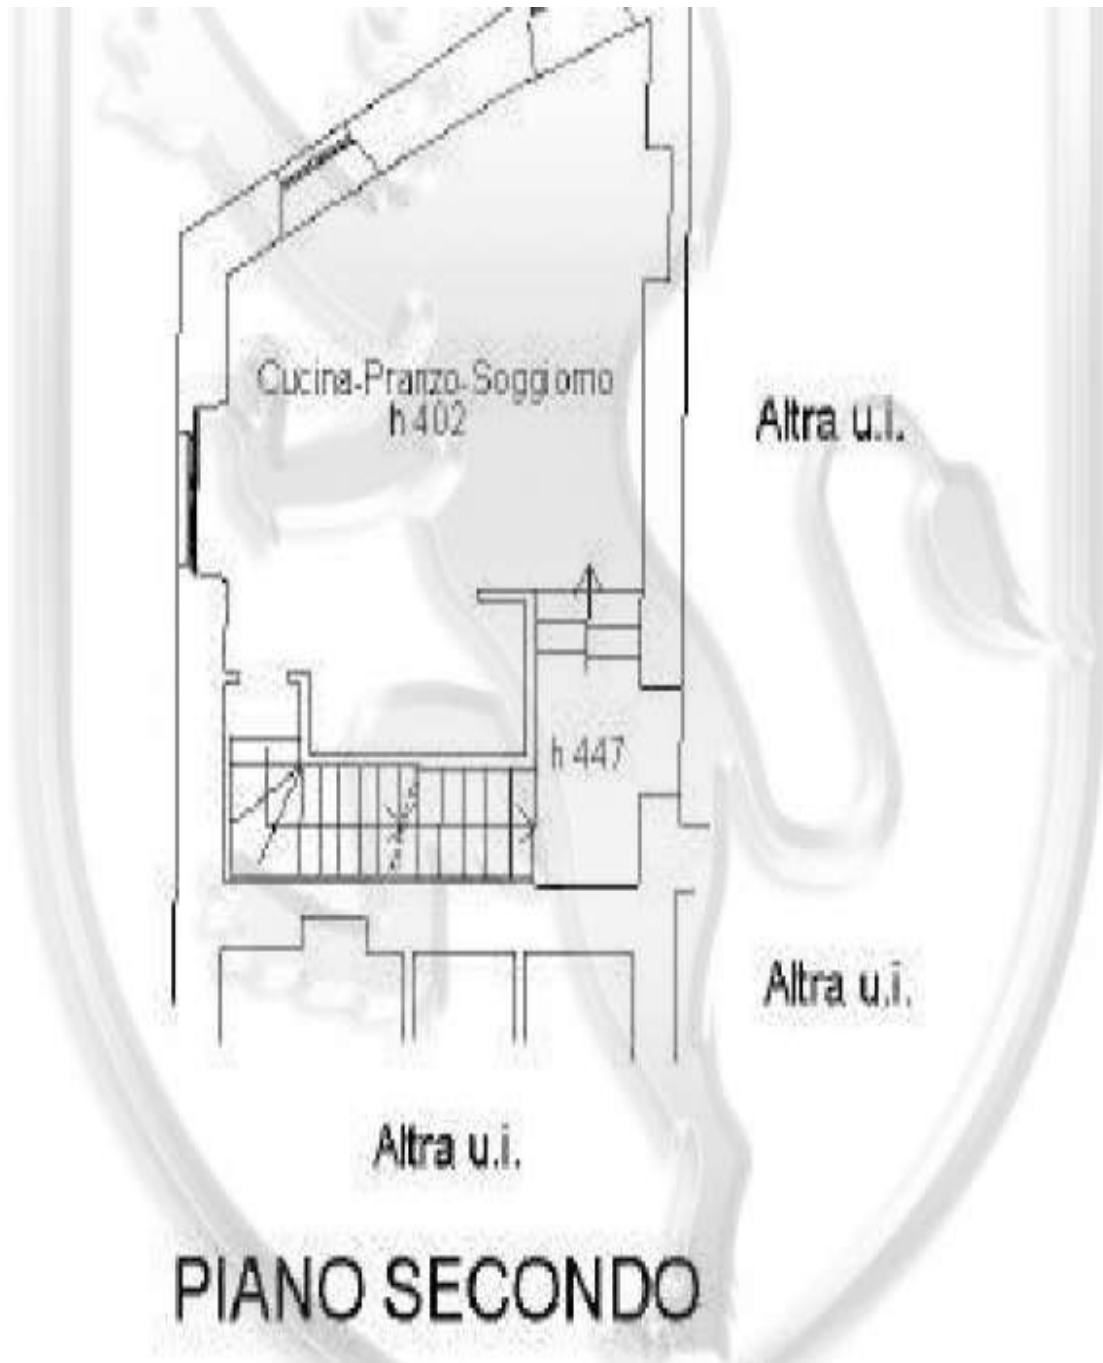 Cucina-Pranzo-Soggiorno
h 402
Altra u.i.
h 447
Altra u.i.
Altra u.i.
PIANO SECONDO